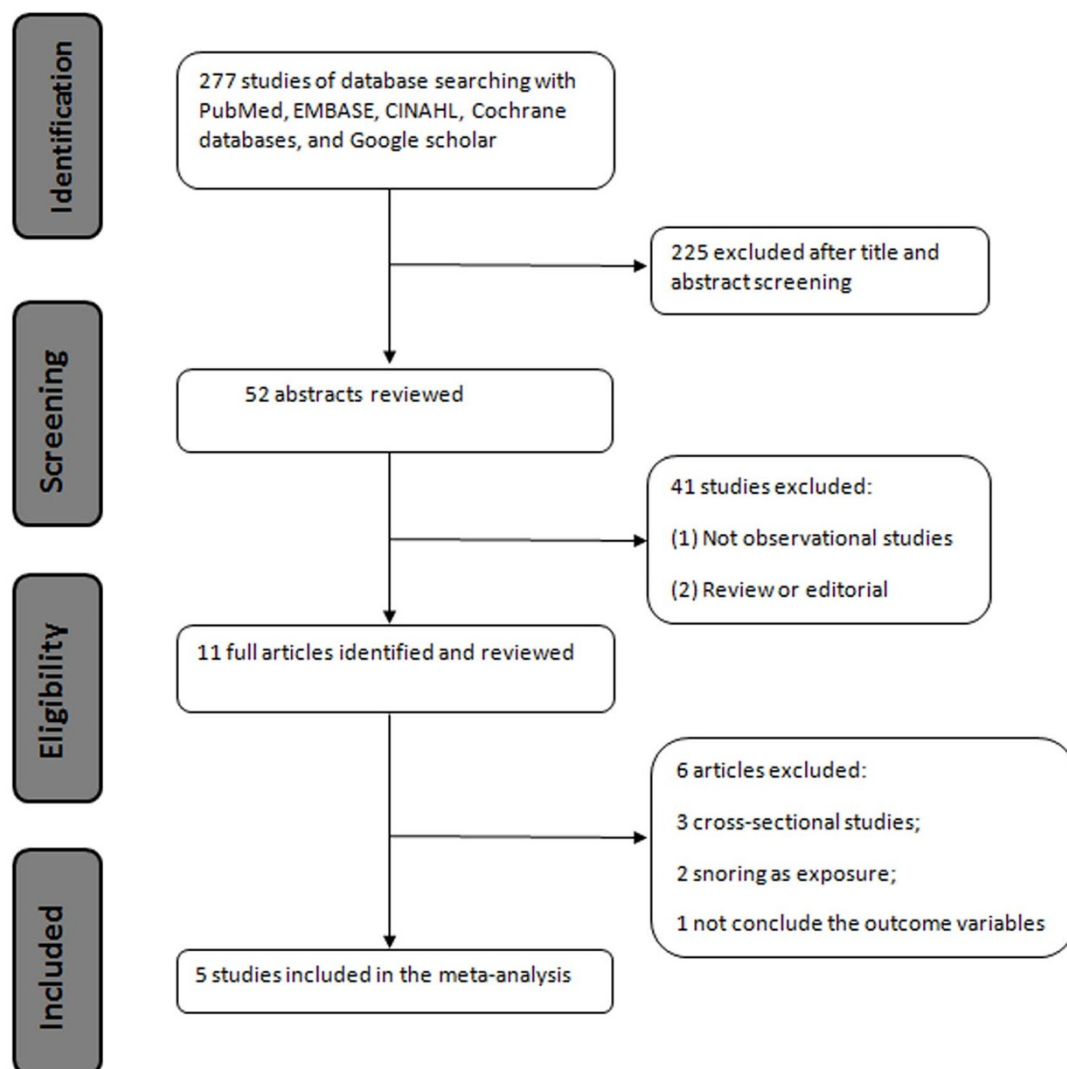 Identification
277 studies of database searching with
PubMed, EMBASE, CINAHL, Cochrane
databases, and Google scholar
225 excluded after title and
abstract screening
Screening
52 abstracts reviewed
41 studies excluded:
(1) Not observational studies
(2) Review or editorial
Eligibility
11 full articles identified and reviewed
6 articles excluded:
3 cross-sectional studies;
2 snoring as exposure;
1 not conclude the outcome variables
Included
5 studies included in the meta-analysis